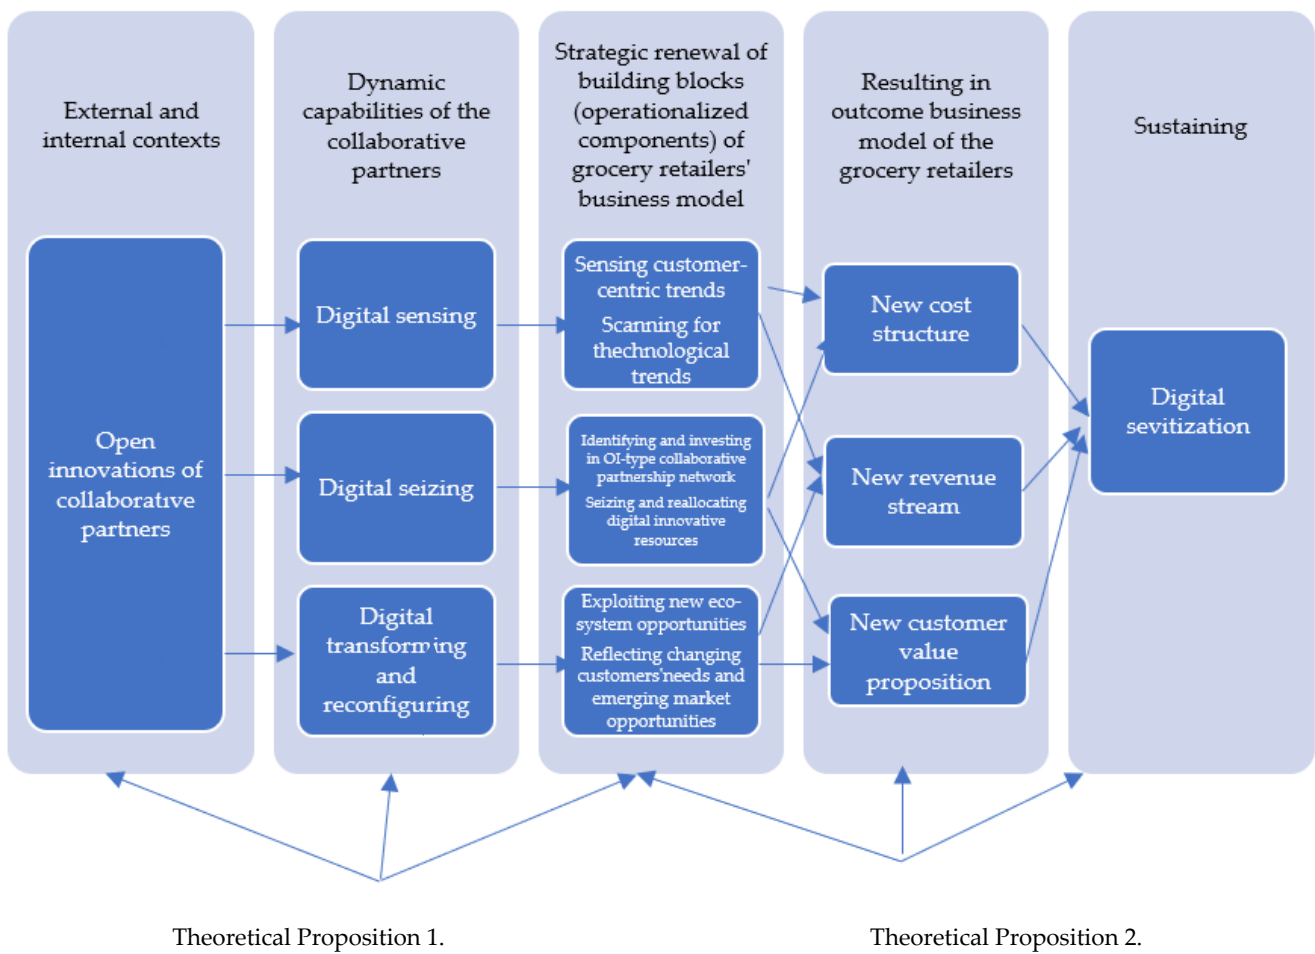 External and
internal contexts
Open
innovations of
collaborative
partners
Dynamic
capabilities of the
collaborative
partners
Digital sensing
Digital seizing
Digital
transforming
and
reconfiguring
Strategic renewal of
building blocks
(operationalized
components) of
grocery retailers'
business model
Sensing customer-
centric trends
Scanning for
thechnological
trends
Identifying and investing
in OI-type collaborative
partnership network
Seizing and reallocating
digital innovative
resources
Exploiting new eco-
system opportunities
Reflecting changing
customers'needs and
emerging market
opportunities
Resulting in
outcome business
model of the
grocery retailers
New cost
structure
New revenue
stream
New customer
value
proposition
Sustaining
Digital
sevitization
Theoretical Proposition 1.
Theoretical Proposition 2.